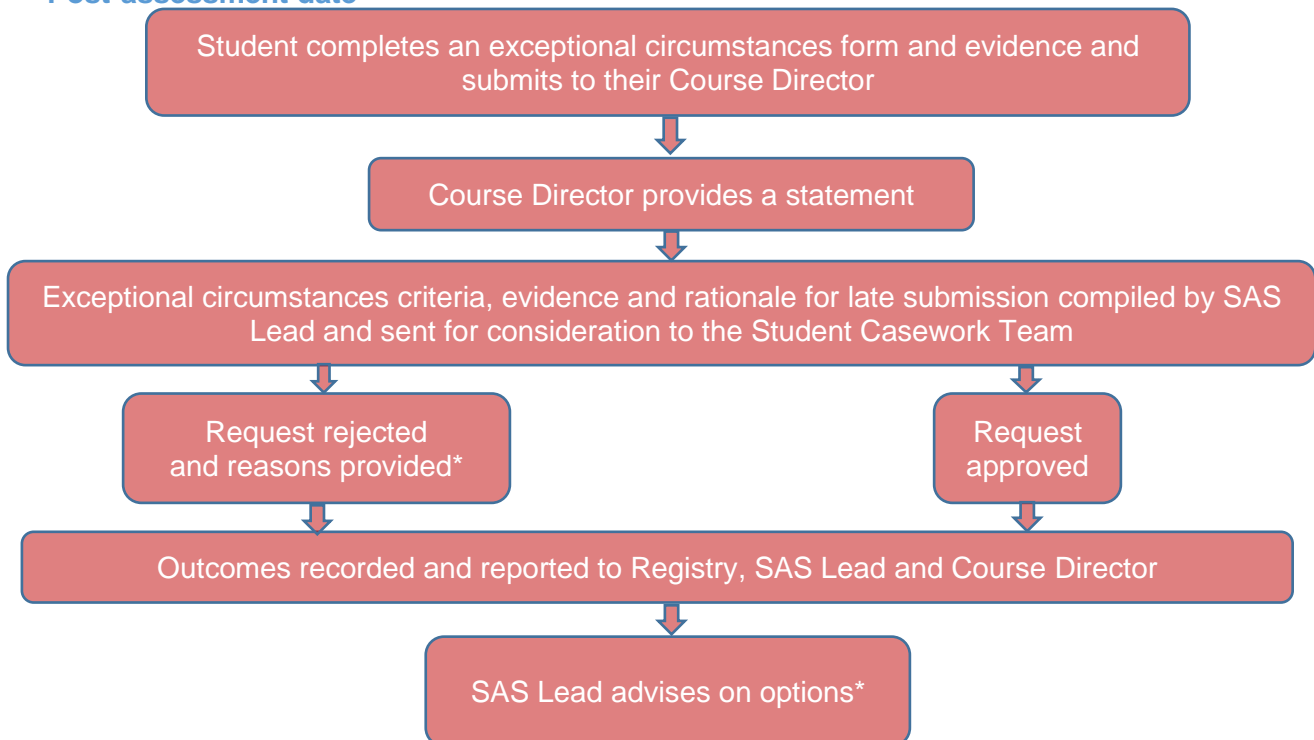 Post assessment date
Student completes an exceptional circumstances form and evidence and
submits to their Course Director
Course Director provides a statement
Exceptional circumstances criteria, evidence and rationale for late submission compiled by SAS
Lead and sent for consideration to the Student Casework Team
Request rejected
and reasons provided*
Request
approved
Outcomes recorded and reported to Registry, SAS Lead and Course Director
SAS Lead advises on options*